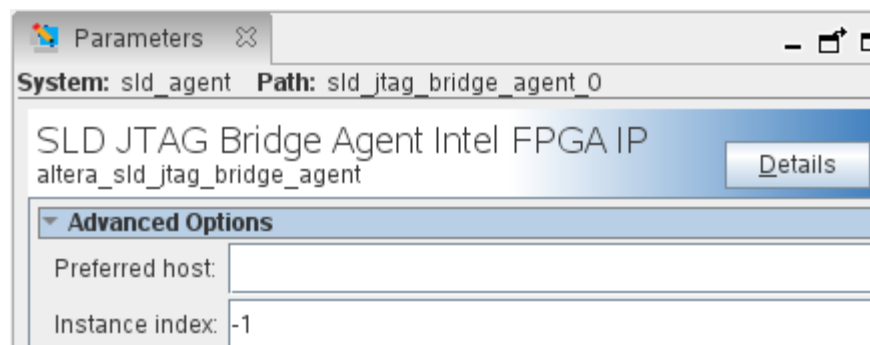 Parameters
System: sld_agent Path: sld_jtag_bridge_agent_0
SLD JTAG Bridge Agent Intel FPGA IP
altera_sld_jtag_bridge_agent
Details
Advanced Options
Preferred host:
Instance index: -1